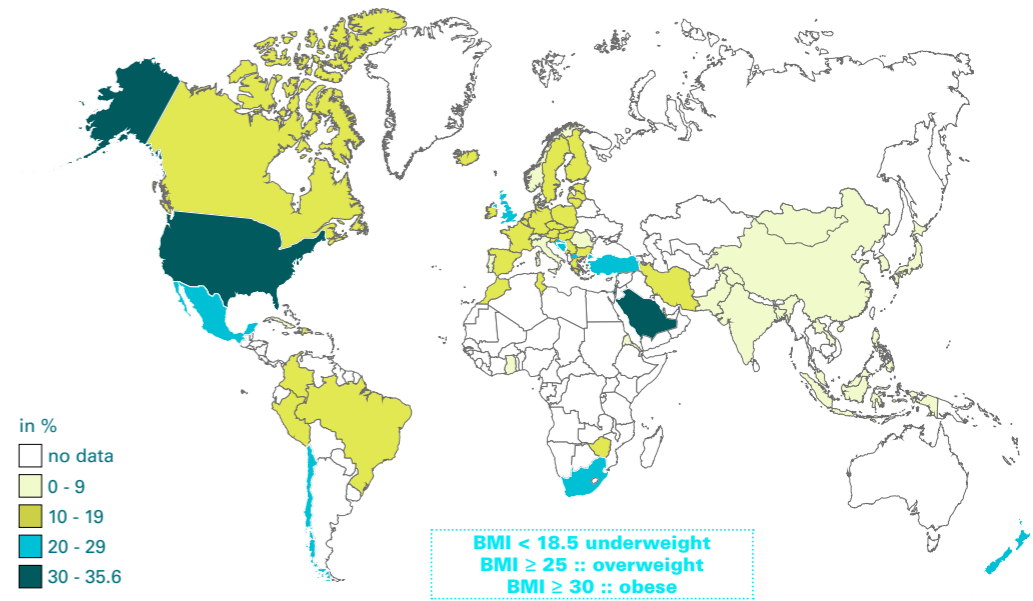 in %
no data
0 - 9
10 - 19
20 - 29
30 - 35.6
BMI < 18.5 underweight
BMI ≥ 25 :: overweight
BMI ≥ 30 :: obese